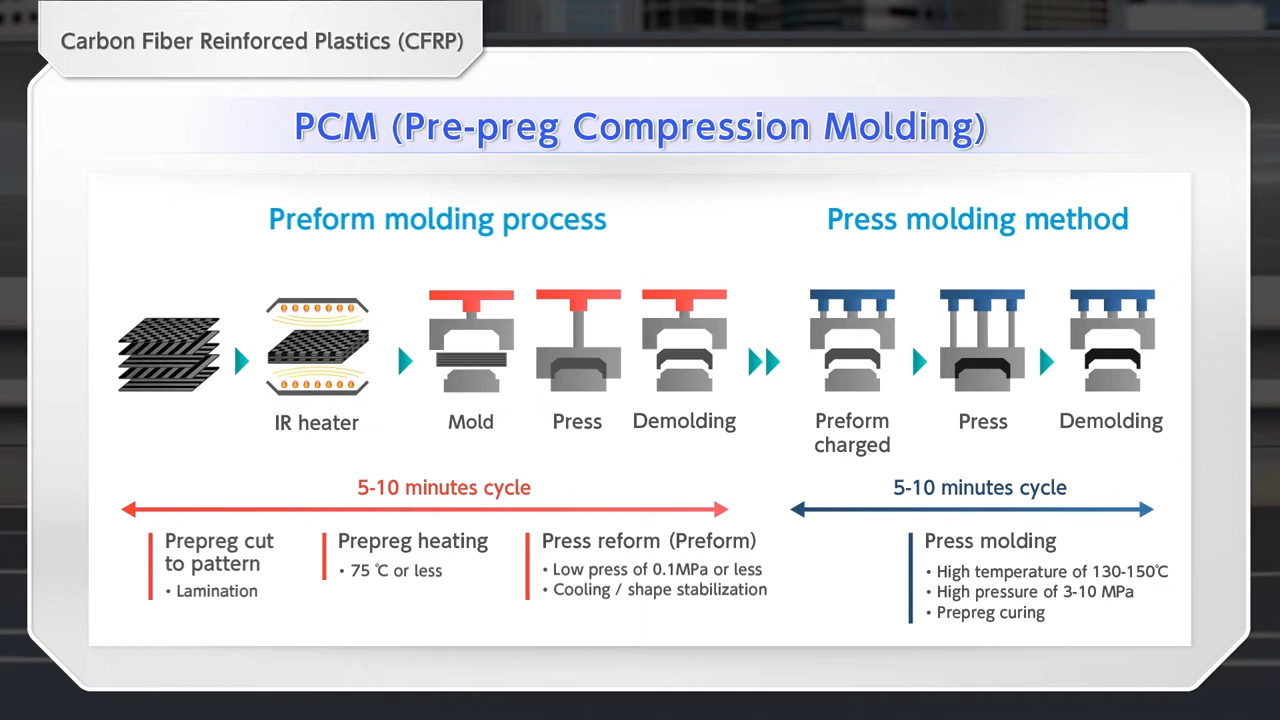 Carbon Fiber Reinforced Plastics (CFRP)
PCM (Pre-preg Compression Molding)
Preform molding process
Press molding method
IR heater
Mold
Press
Demolding
Preform
charged
Press
Demolding
5-10 minutes cycle
5-10 minutes cycle
Prepreg cut
to pattern
• Lamination
Prepreg heating
• 75 ℃ or less
Press reform (Preform)
• Low press of 0.1MPa or less
• Cooling / shape stabilization
Press molding
• High temperature of 130-150℃
• High pressure of 3-10 MPa
• Prepreg curing